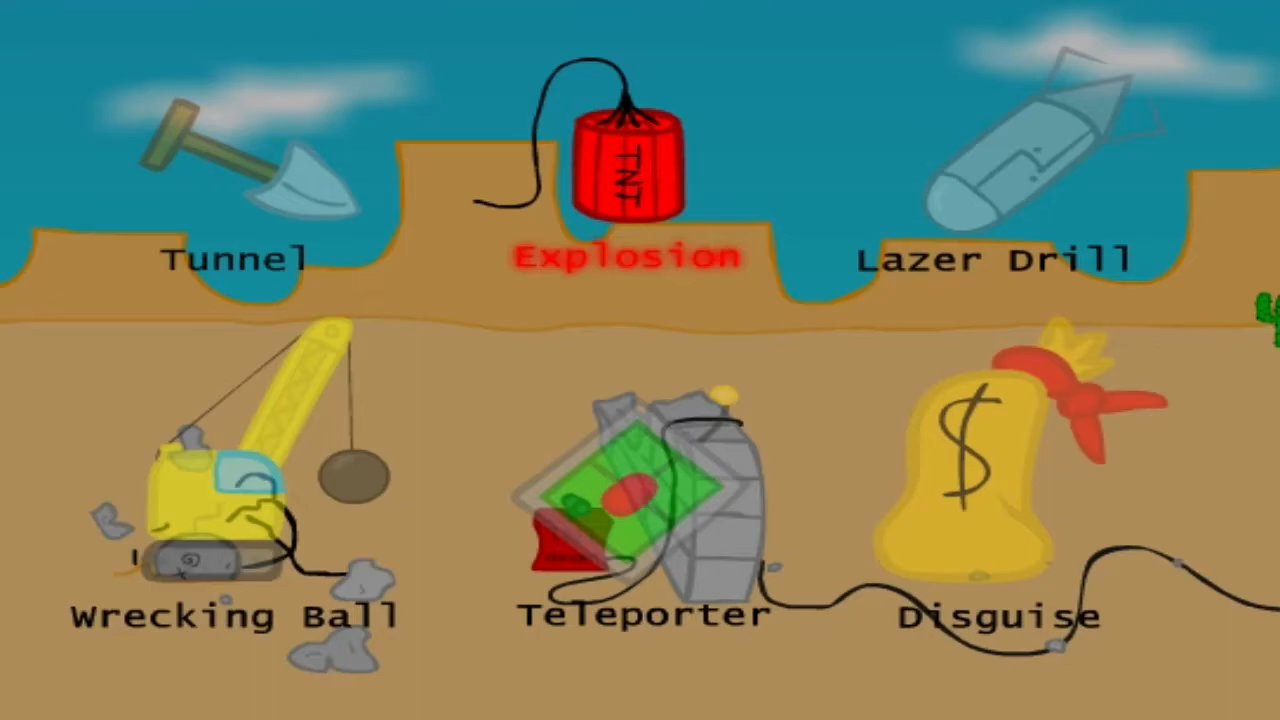 TNT
Tunnel
Explosion
Lazer Drill
$
Wrecking Ball
Teleporter
Disguise